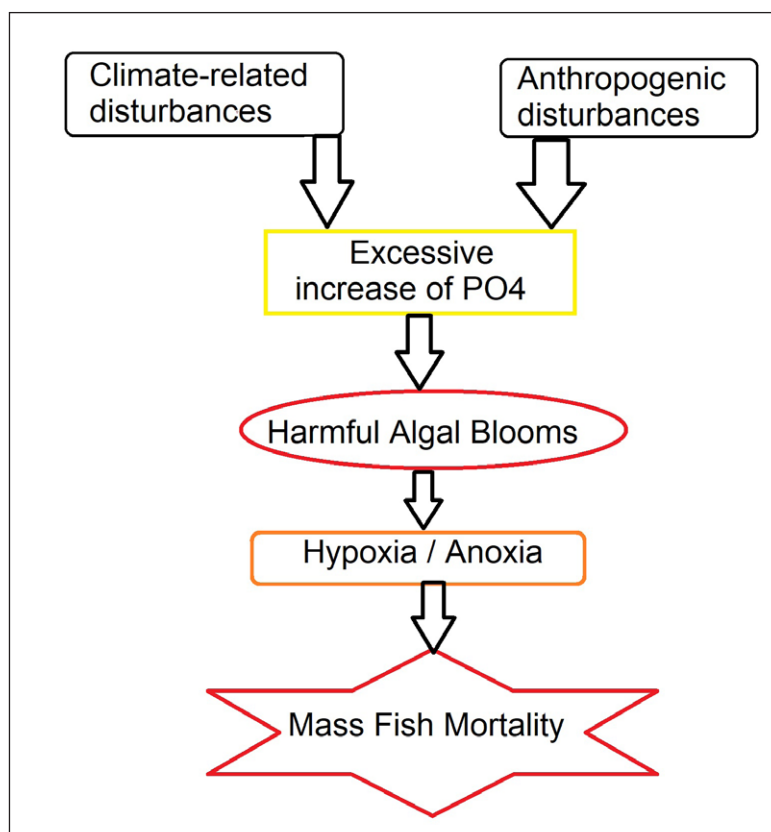 Climate-related
disturbances
Anthropogenic
disturbances
Excessive
increase of PO4
Harmful Algal Blooms
Hypoxia / Anoxia
Mass Fish Mortality